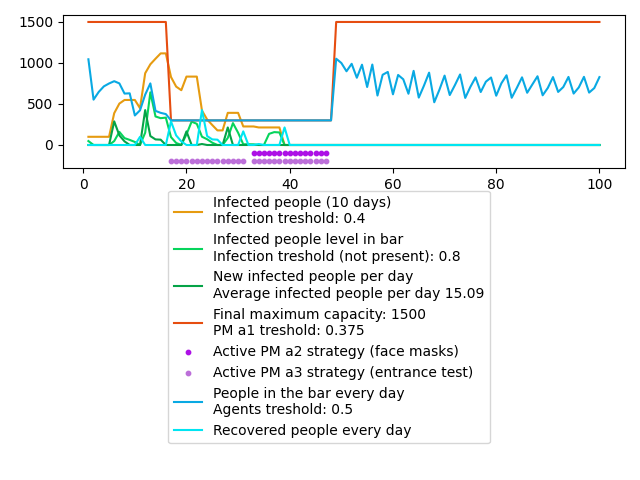 1500
1000
500
0
0 20 40 60 80 100
Infected people (10 days)
Infection treshold: 0.4
Infected people level in bar
Infection treshold (not present): 0.8
New infected people per day
Average infected people per day 15.09
Final maximum capacity: 1500
PM a1 treshold: 0.375
Active PM a2 strategy (face masks)
Active PM a3 strategy (entrance test)
People in the bar every day
Agents treshold: 0.5
Recovered people every day